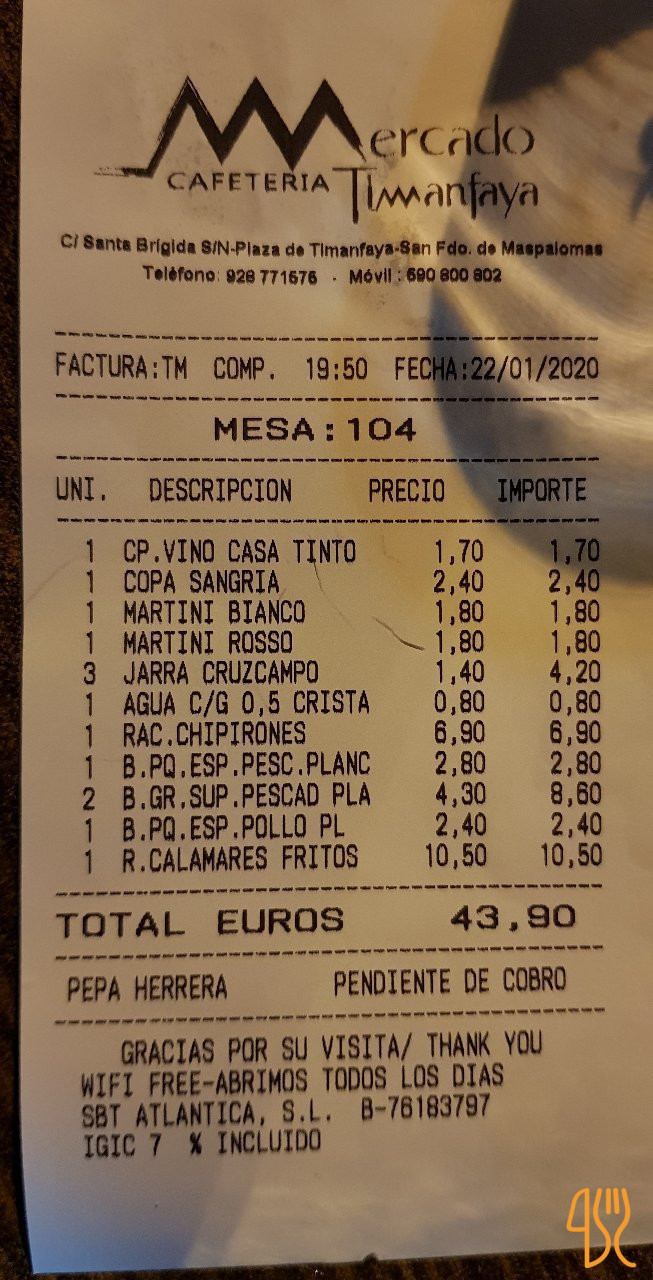 Mercado
CAFETERIA Timanfaya
C/ Santa Brígida S/N-Plaza de Timanfaya-San Fdo. de Maspalomas
Teléfono: 928 771576 - Móvil : 690 800 802
FACTURA:TM COMP. 19:50 FECHA:22/01/2020
MESA:104
UNI. DESCRIPCION PRECIO IMPORTE
1 CP.VINO CASA TINTO 1,70 1,70
1 COPA SANGRIA 2,40 2,40
1 MARTINI BIANCO 1,80 1,80
1 MARTINI ROSSO 1,80 1,80
3 JARRA CRUZCAMPO 1,40 4,20
1 AGUA C/G 0,5 CRISTA 0,80 0,80
1 RAC.CHIPIRONES 6,90 6,90
1 B.PQ.ESP.PESC.PLANC 2,80 2,80
2 B.GR.SUP.PESCAD PLA 4,30 8,60
1 B.PQ.ESP.POLLO PL 2,40 2,40
1 R.CALAMARES FRITOS 10,50 10,50
TOTAL EUROS 43,90
PEPA HERRERA PENDIENTE DE COBRO
GRACIAS POR SU VISITA/ THANK YOU
WIFI FREE-ABRIMOS TODOS LOS DIAS
SBT ATLANTICA, S.L. B-76183797
IGIC 7 % INCLUIDO